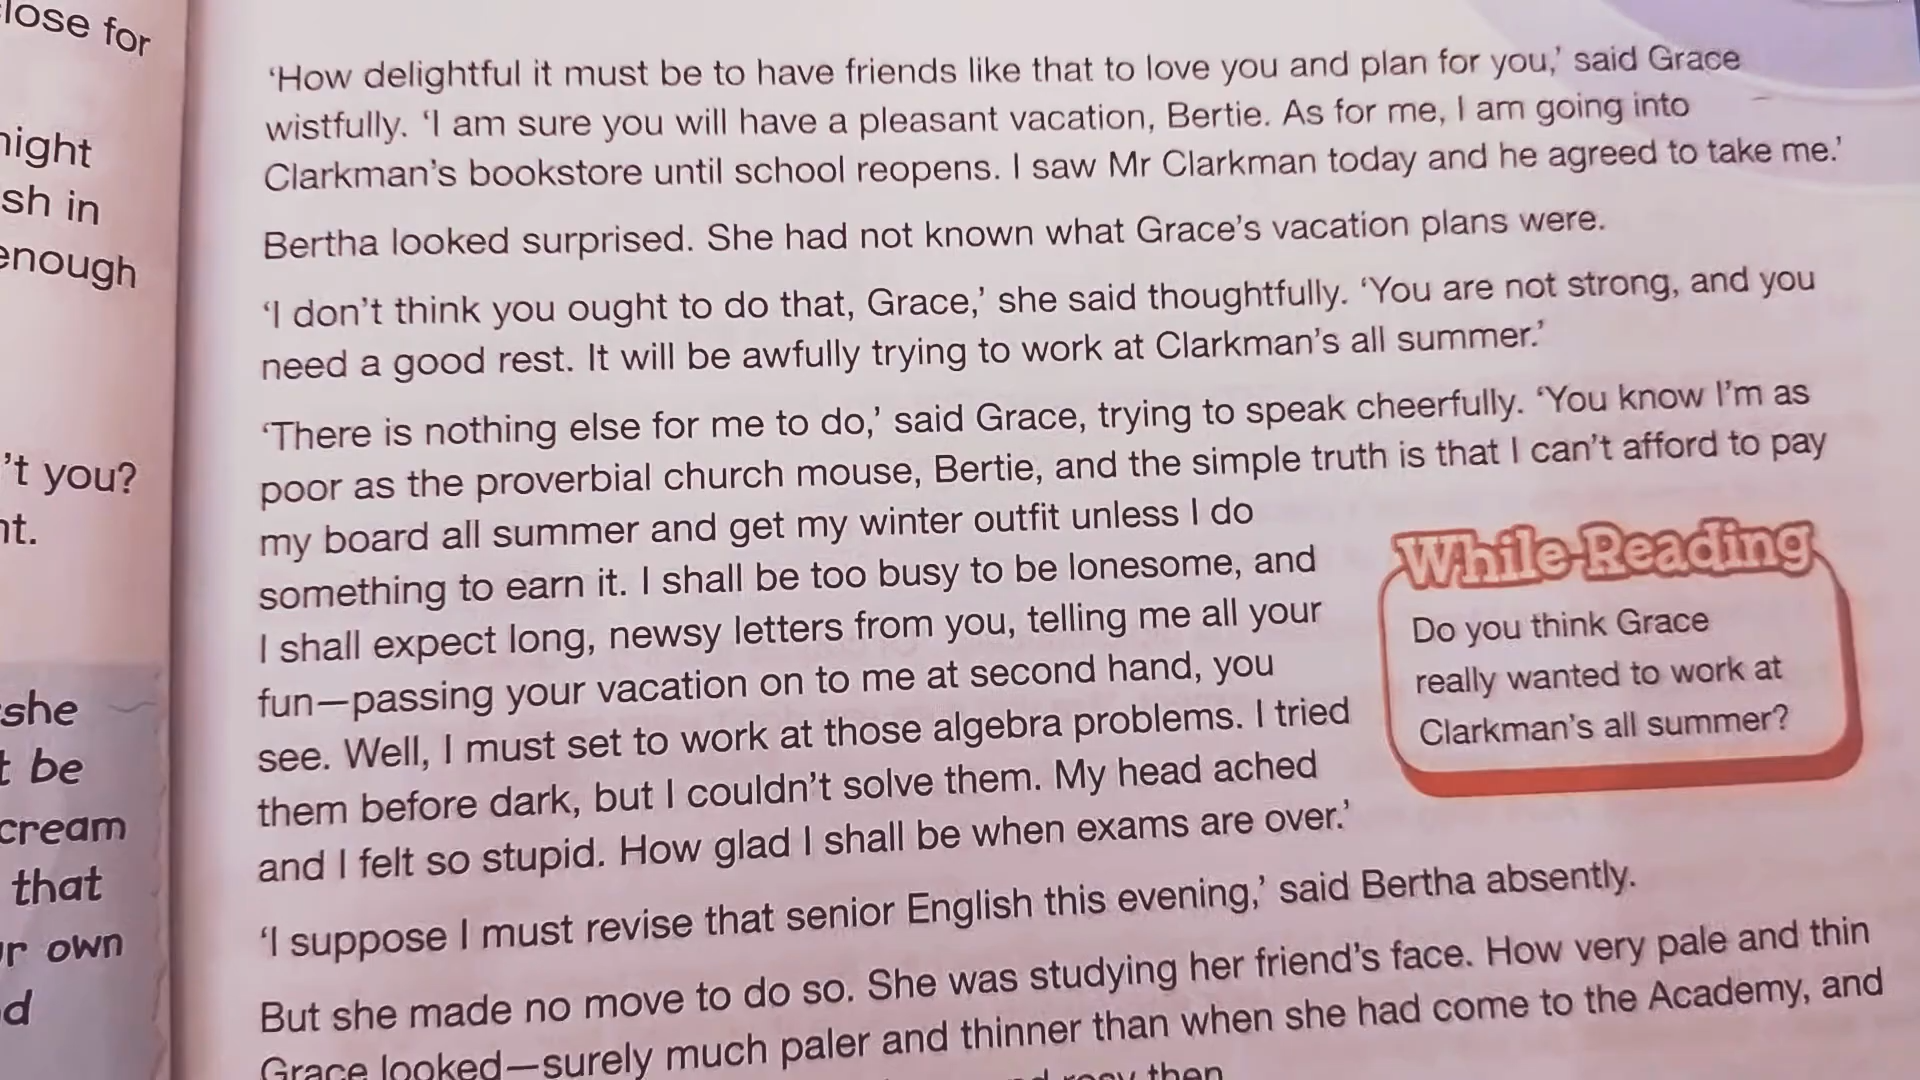 lose for
night
sh in
enough
't you?
nt.
she
t be
cream
that
r own
d
‘How delightful it must be to have friends like that to love you and plan for you,’ said Grace
wistfully. ‘I am sure you will have a pleasant vacation, Bertie. As for me, I am going into
Clarkman’s bookstore until school reopens. I saw Mr Clarkman today and he agreed to take me.’
Bertha looked surprised. She had not known what Grace’s vacation plans were.
‘I don’t think you ought to do that, Grace,’ she said thoughtfully. ‘You are not strong, and you
need a good rest. It will be awfully trying to work at Clarkman’s all summer.’
‘There is nothing else for me to do,’ said Grace, trying to speak cheerfully. ‘You know I’m as
poor as the proverbial church mouse, Bertie, and the simple truth is that I can’t afford to pay
my board all summer and get my winter outfit unless I do
something to earn it. I shall be too busy to be lonesome, and
I shall expect long, newsy letters from you, telling me all your
fun—passing your vacation on to me at second hand, you
see. Well, I must set to work at those algebra problems. I tried
them before dark, but I couldn’t solve them. My head ached
and I felt so stupid. How glad I shall be when exams are over.’
While-Reading
Do you think Grace
really wanted to work at
Clarkman’s all summer?
‘I suppose I must revise that senior English this evening,’ said Bertha absently.
But she made no move to do so. She was studying her friend’s face. How very pale and thin
Grace looked—surely much paler and thinner than when she had come to the Academy, and
rosy then